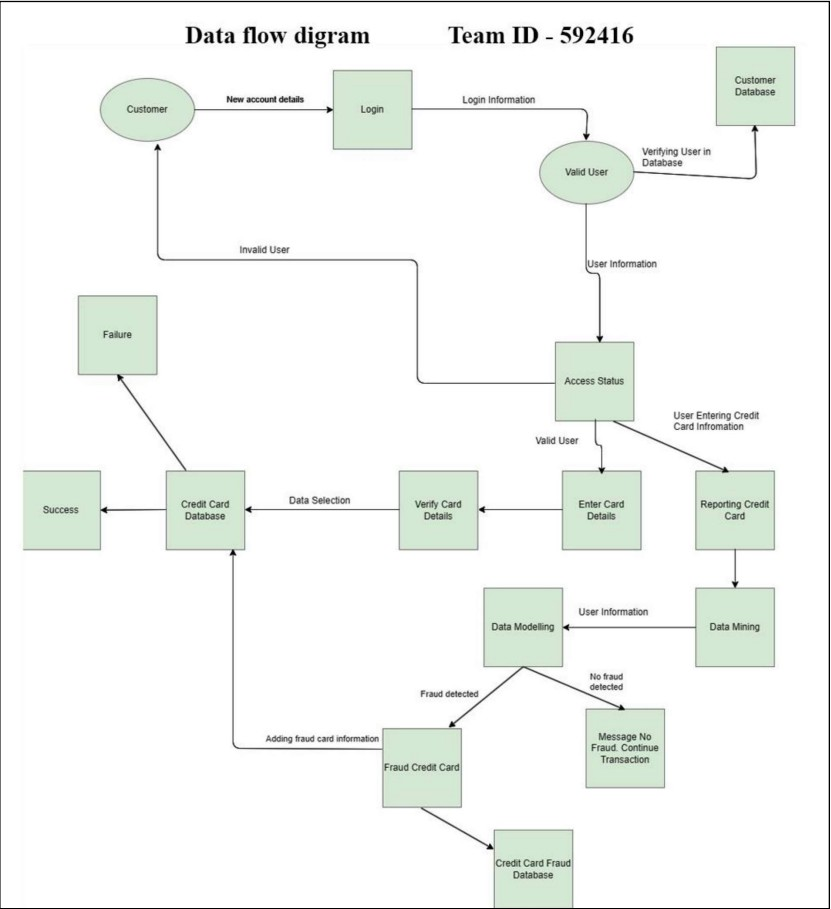 Data flow digram Team ID - 592416
Customer
Database
Customer
New account details
Login
Login Information
Verifying User in
Database
Valid User
Invalid User
User Information
Failure
Access Status
User Entering Credit
Card Infromation
Valid User
Success
Credit Card
Database
Data Selection
Verify Card
Details
Enter Card
Details
Reporting Credit
Card
User Information
Data Modelling
Data Mining
No fraud
detected
Fraud detected
Adding fraud card information
Message No
Fraud. Continue
Transaction
Fraud Credit Card
Credit Card Fraud
Database